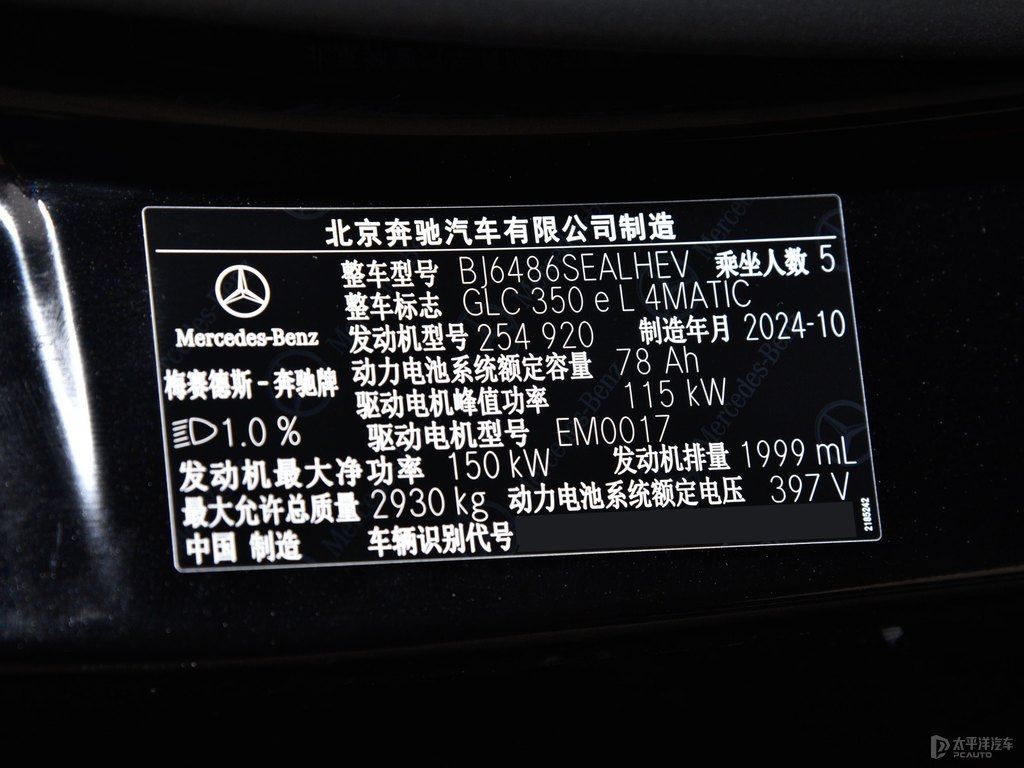 北京奔驰汽车有限公司制造
整车型号 BJ6486SEALHEV 乘坐人数 5
整车标志 GLC 350 e L 4MATIC
Mercedes-Benz
发动机型号 254 920 制造年月 2024-10
动力电池系统额定容量 78 Ah
梅赛德斯-奔驰牌
驱动电机峰值功率 115 kW
1.0 % 驱动电机型号 EM0017
发动机最大净功率 150 kW 发动机排量 1999 mL
最大允许总质量 2930 kg 动力电池系统额定电压 397 V
中国 制造 车辆识别代号
2185242
太平洋汽车
PCAUTO